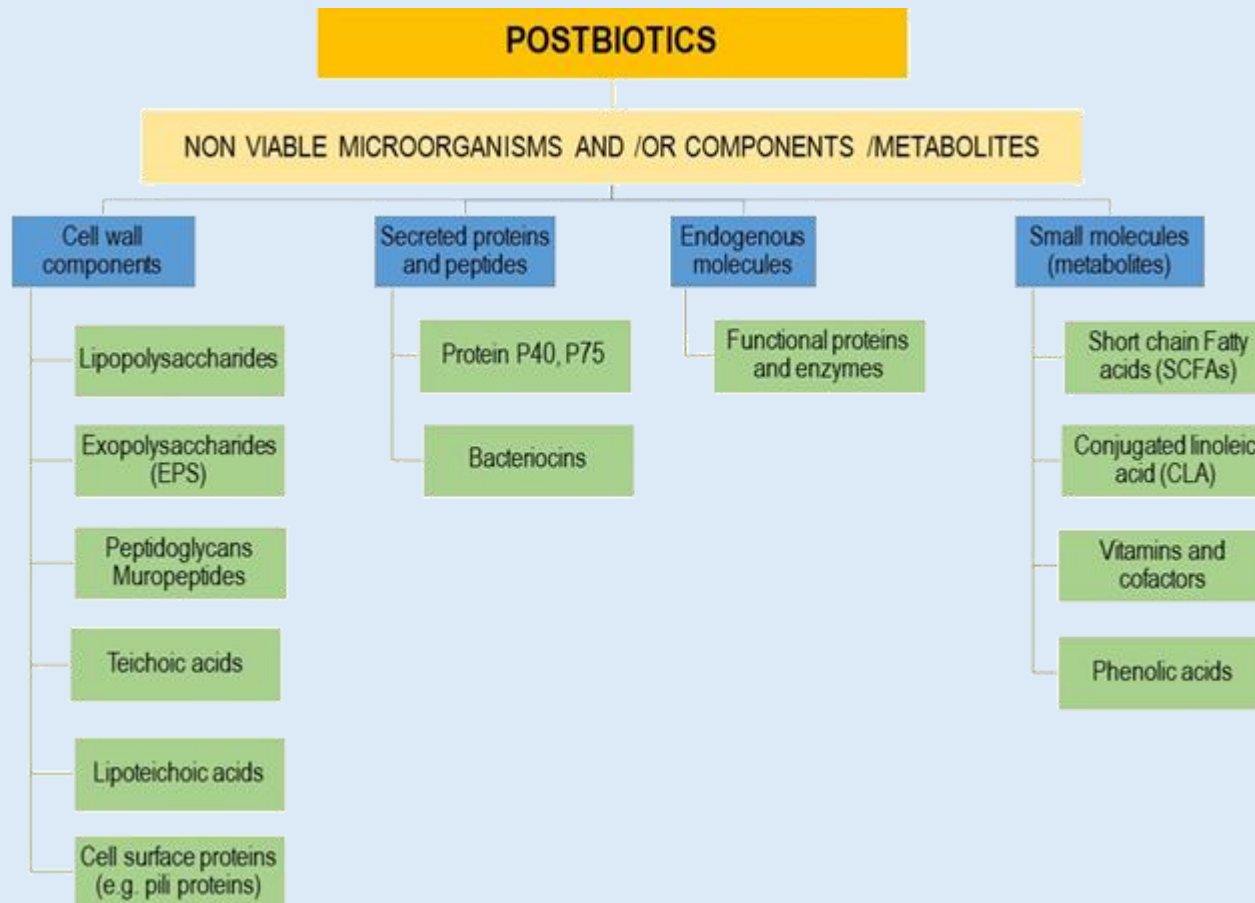 POSTBIOTICS
NON VIABLE MICROORGANISMS AND /OR COMPONENTS /METABOLITES
Cell wall
components
Lipopolysaccharides
Exopolysaccharides
(EPS)
Peptidoglycans
Muropeptides
Teichoic acids
Lipoteichoic acids
Cell surface proteins
(e.g. pili proteins)
Secreted proteins
and peptides
Protein P40, P75
Bacteriocins
Endogenous
molecules
Functional proteins
and enzymes
Small molecules
(metabolites)
Short chain Fatty
acids (SCFAs)
Conjugated linoleic
acid (CLA)
Vitamins and
cofactors
Phenolic acids